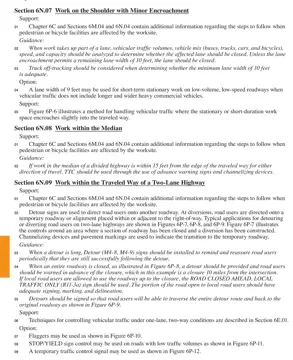 Section 6N.07 Work on the Shoulder with Minor Encroachment
Support:
01 Chapter 6C and Sections 6M.04 and 6N.04 contain additional information regarding the steps to follow when
pedestrian or bicycle facilities are affected by the worksite.
Guidance:
02 When work takes up part of a lane, vehicular traffic volumes, vehicle mix (buses, trucks, cars, and bicycles),
speed, and capacity should be analyzed to determine whether the affected lane should be closed. Unless the lane
encroachment permits a remaining lane width of 10 feet, the lane should be closed.
03 Truck off-tracking should be considered when determining whether the minimum lane width of 10 feet
is adequate.
Option:
04 A lane width of 9 feet may be used for short-term stationary work on low-volume, low-speed roadways when
vehicular traffic does not include longer and wider heavy commercial vehicles.
Support:
05 Figure 6P-6 illustrates a method for handling vehicular traffic where the stationary or short-duration work
space encroaches slightly into the traveled way.
Section 6N.08 Work within the Median
Support:
01 Chapter 6C and Sections 6M.04 and 6N.04 contain additional information regarding the steps to follow when
pedestrian or bicycle facilities are affected by the worksite.
Guidance:
02 If work in the median of a divided highway is within 15 feet from the edge of the traveled way for either
direction of travel, TTC should be used through the use of advance warning signs and channelizing devices.
Section 6N.09 Work within the Traveled Way of a Two-Lane Highway
Support:
01 Chapter 6C and Sections 6M.04 and 6N.04 contain additional information regarding the steps to follow when
pedestrian or bicycle facilities are affected by the worksite.
02 Detour signs are used to direct road users onto another roadway. At diversions, road users are directed onto a
temporary roadway or alignment placed within or adjacent to the right-of-way. Typical applications for detouring
or diverting road users on two-lane highways are shown in Figures 6P-7, 6P-8, and 6P-9. Figure 6P-7 illustrates
the controls around an area where a section of roadway has been closed and a diversion has been constructed.
Channelizing devices and pavement markings are used to indicate the transition to the temporary roadway.
Guidance:
03 When a detour is long, Detour (M4-8, M4-9) signs should be installed to remind and reassure road users
periodically that they are still successfully following the detour.
04 When an entire roadway is closed, as illustrated in Figure 6P-8, a detour should be provided and road users
should be warned in advance of the closure, which in this example is a closure 10 miles from the intersection.
If local road users are allowed to use the roadway up to the closure, the ROAD CLOSED AHEAD, LOCAL
TRAFFIC ONLY (R11-3a) sign should be used. The portion of the road open to local road users should have
adequate signing, marking, and delineation.
05 Detours should be signed so that road users will be able to traverse the entire detour route and back to the
original roadway as shown in Figure 6P-9.
Support:
06 Techniques for controlling vehicular traffic under one-lane, two-way conditions are described in Section 6E.01.
Option:
07 Flaggers may be used as shown in Figure 6P-10.
08 STOP/YIELD sign control may be used on roads with low traffic volumes as shown in Figure 6P-11.
09 A temporary traffic control signal may be used as shown in Figure 6P-12.